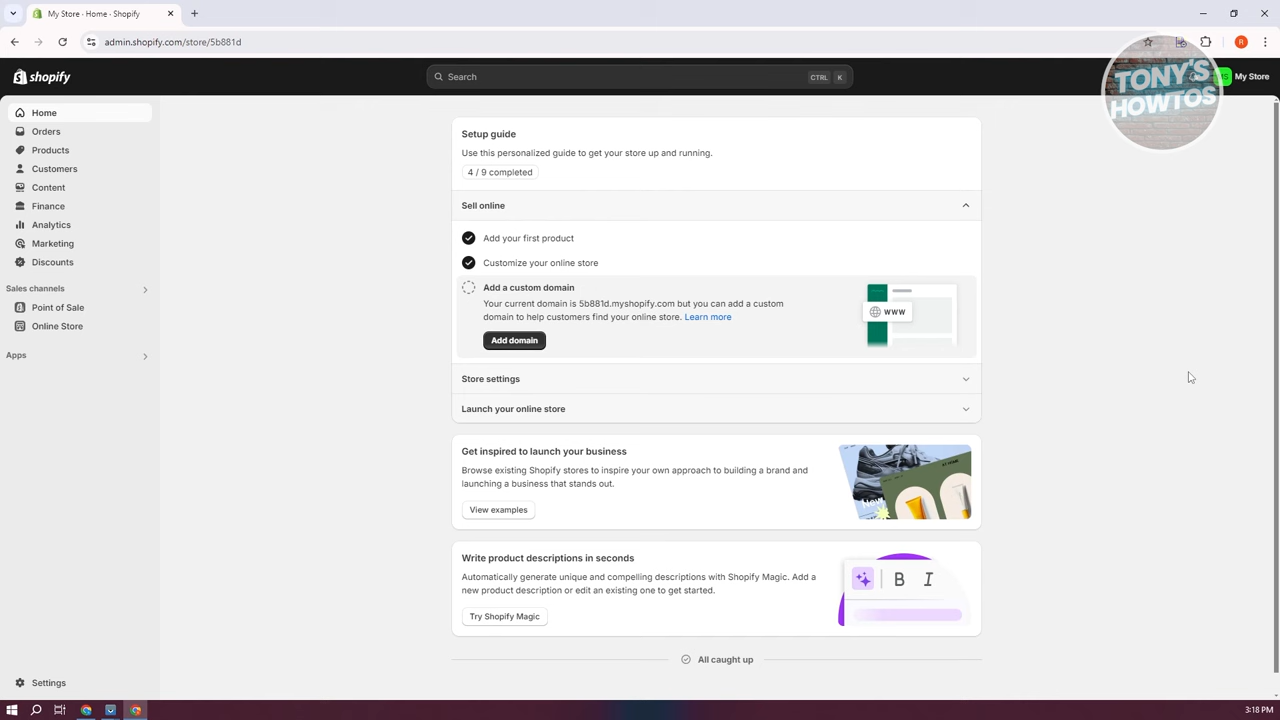 My Store · Home · Shopify
admin.shopify.com/store/5b881d
R
shopify
Search
CTRL
K
My Store
TONY'S
HOWTOS
Home
Orders
Products
Customers
Content
Finance
Analytics
Marketing
Discounts
Sales channels
Point of Sale
Online Store
Apps
Settings
Setup guide
Use this personalized guide to get your store up and running.
4 / 9 completed
Sell online
Add your first product
Customize your online store
Add a custom domain
Your current domain is 5b881d.myshopify.com but you can add a custom
domain to help customers find your online store. Learn more
Add domain
WWW
Store settings
Launch your online store
Get inspired to launch your business
Browse existing Shopify stores to inspire your own approach to building a brand and
launching a business that stands out.
View examples
New
Write product descriptions in seconds
Automatically generate unique and compelling descriptions with Shopify Magic. Add a
new product description or edit an existing one to get started.
Try Shopify Magic
B I
All caught up
3:18 PM